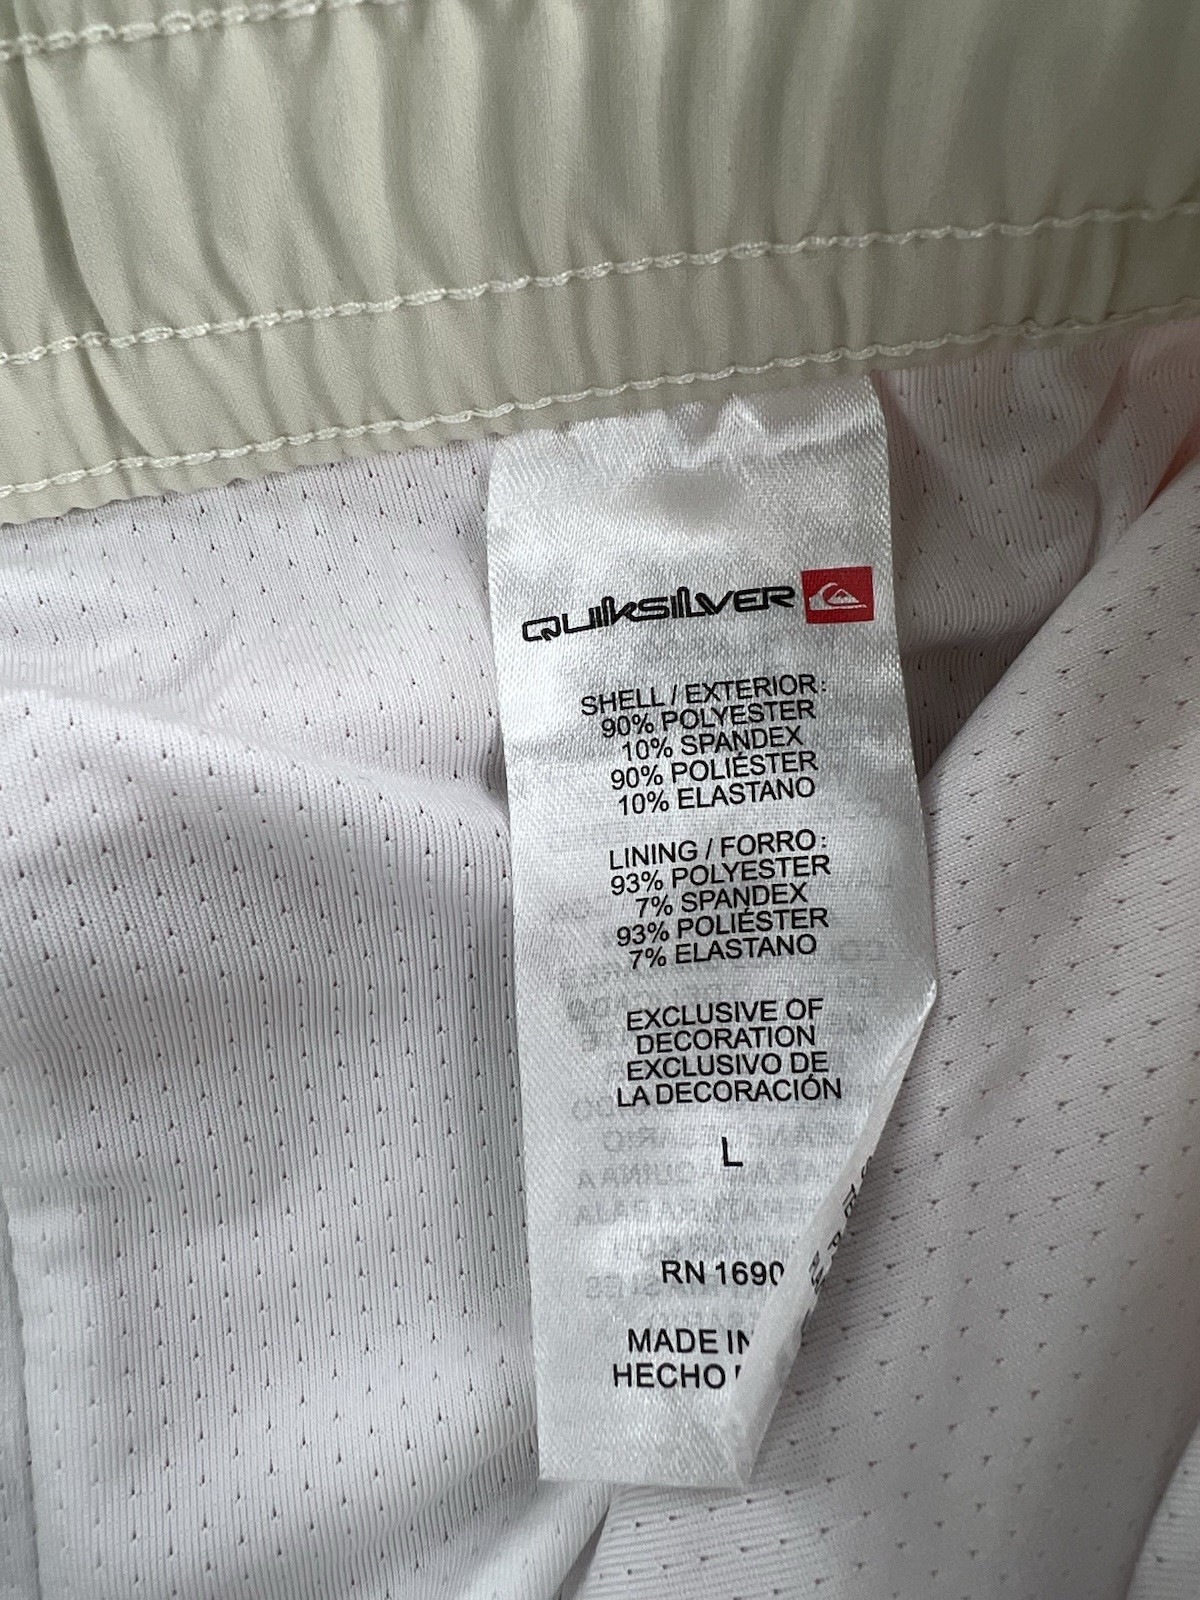 QUIKSILVER
SHELL / EXTERIOR:
90% POLYESTER
10% SPANDEX
90% POLIÉSTER
10% ELASTANO
LINING / FORRO:
93% POLYESTER
7% SPANDEX
93% POLIÉSTER
7% ELASTANO
EXCLUSIVE OF
DECORATION
EXCLUSIVO DE
LA DECORACIÓN
L
RN 1690
MADE IN
HECHO